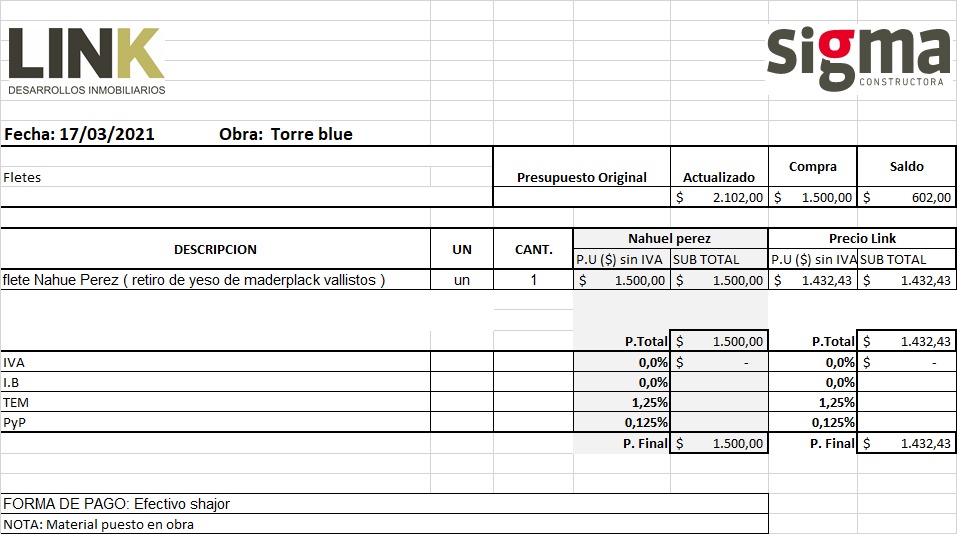 LINK
DESARROLLOS INMOBILIARIOS
sigma
CONSTRUCTORA
Fecha: 17/03/2021 Obra: Torre blue
Fletes Presupuesto Original Actualizado Compra Saldo
$ 2.102,00 $ 1.500,00 $ 602,00
DESCRIPCION UN CANT. Nahuel perez Precio Link
P.U ($) sin IVA SUB TOTAL P.U ($) sin IVA SUB TOTAL
flete Nahue Perez ( retiro de yeso de maderplack vallistos ) un 1 $ 1.500,00 $ 1.500,00 $ 1.432,43 $ 1.432,43
P.Total $ 1.500,00 P.Total $ 1.432,43
IVA 0,0% $ - 0,0% $ -
I.B 0,0% 0,0%
TEM 1,25% 1,25%
PyP 0,125% 0,125%
P. Final $ 1.500,00 P. Final $ 1.432,43
FORMA DE PAGO: Efectivo shajor
NOTA: Material puesto en obra